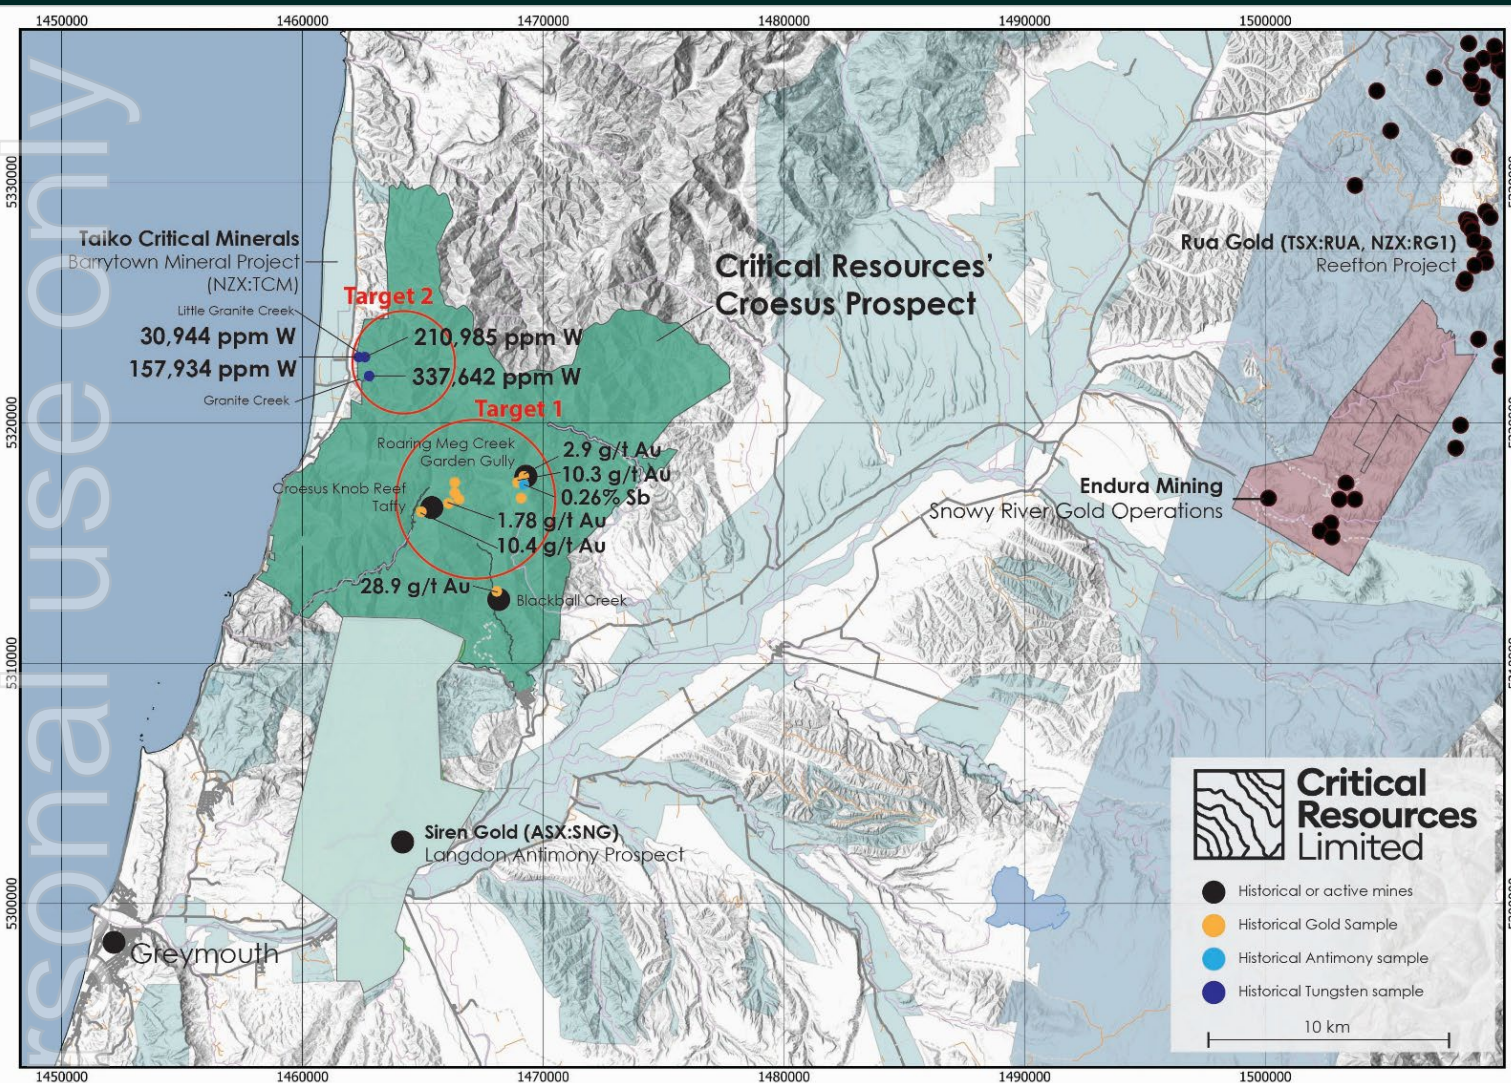 1450000 1460000 1470000 1480000 1490000 1500000
5330000
5320000
5310000
5300000
rsonal use only
Taiko Critical Minerals
Barrytown Mineral Project
(NZX:TCM)
Little Granite Creek
30,944 ppm W
157,934 ppm W
Granite Creek
Target 2
210,985 ppm W
337,642 ppm W
Critical Resources'
Croesus Prospect
Target 1
Roaring Meg Creek
Garden Gully
Croesus Knob Reef
Taffy
2.9 g/t Au
10.3 g/t Au
0.26% Sb
1.78 g/t Au
10.4 g/t Au
28.9 g/t Au
Blackball Creek
Rua Gold (TSX:RUA, NZX:RG1)
Reefton Project
Endura Mining
Snowy River Gold Operations
Siren Gold (ASX:SNG)
Langdon Antimony Prospect
Greymouth
Critical
Resources
Limited
Historical or active mines
Historical Gold Sample
Historical Antimony sample
Historical Tungsten sample
10 km
1450000 1460000 1470000 1480000 1490000 1500000